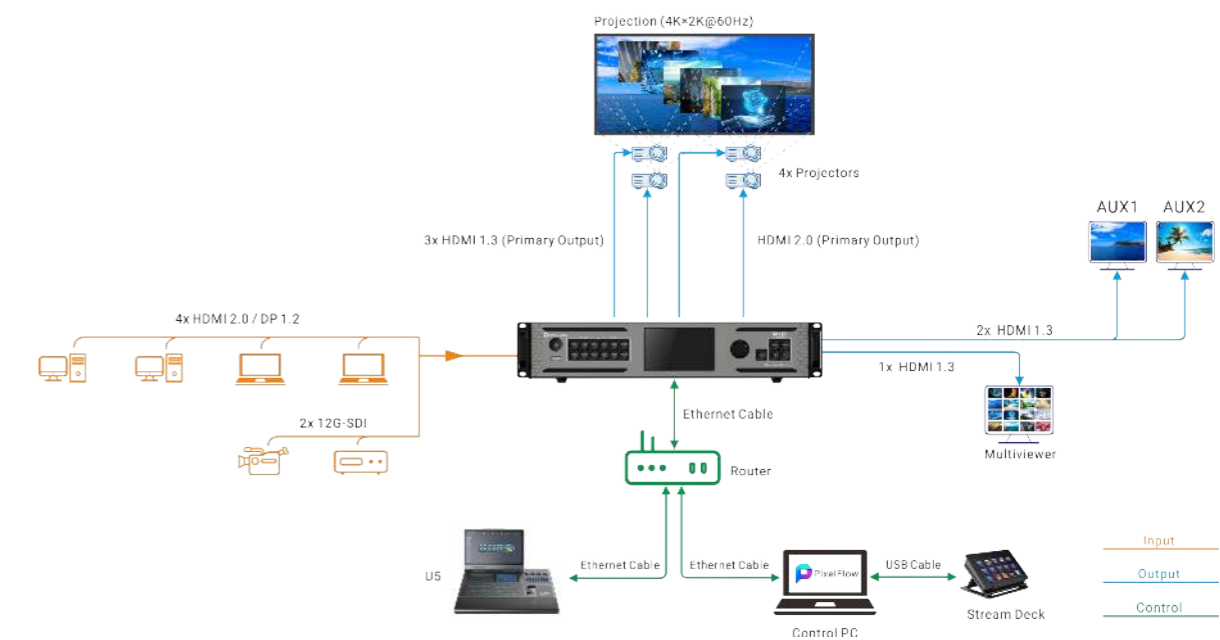 Projection (4K×2K@60Hz)
4x Projectors
3x HDMI 1.3 (Primary Output)
HDMI 2.0 (Primary Output)
AUX1
AUX2
4x HDMI 2.0 / DP 1.2
2x HDMI 1.3
1x HDMI 1.3
2x 12G-SDI
Ethernet Cable
Multiviewer
Router
U5
Ethernet Cable
Ethernet Cable
PixelFlow
USB Cable
Stream Deck
Control PC
Input
Output
Control